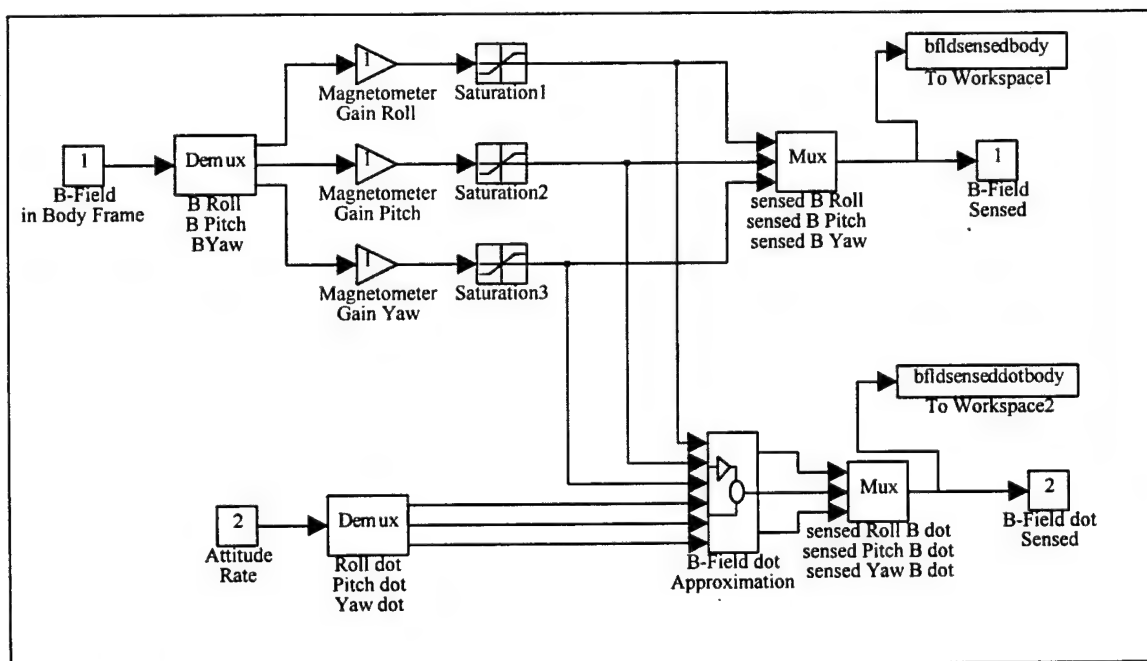 bfldsensedbody
To Workspace1
1
Magnetometer
Gain Roll
Saturation1
1
B-Field
in Body Frame
Demux
B Roll
B Pitch
BYaw
1
Magnetometer
Gain Pitch
Saturation2
Mux
sensed B Roll
sensed B Pitch
sensed B Yaw
1
B-Field
Sensed
1
Magnetometer
Gain Yaw
Saturation3
bfldsenseddotbody
To Workspace2
2
Attitude
Rate
Demux
Roll dot
Pitch dot
Yaw dot
B-Field dot
Approximation
Mux
sensed Roll B dot
sensed Pitch B dot
sensed Yaw B dot
2
B-Field dot
Sensed